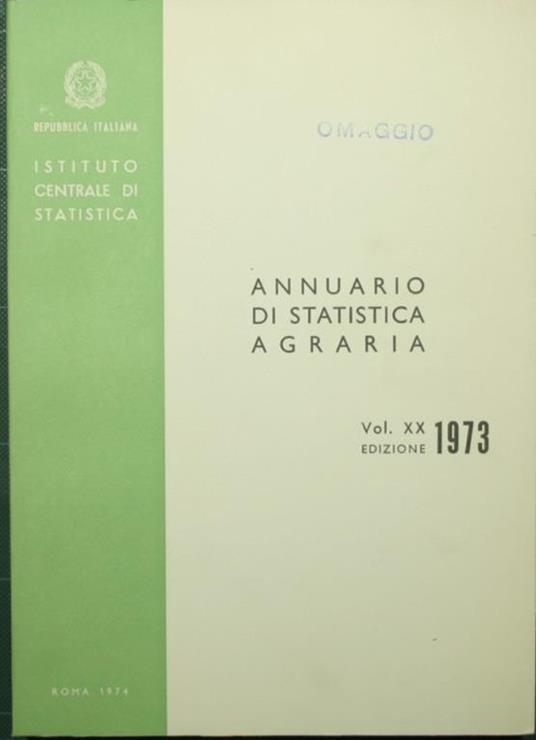 REPUBBLICA ITALIANA
ISTITUTO
CENTRALE DI
STATISTICA
OMAGGIO
ANNUARIO
DI STATISTICA
AGRARIA
Vol. XX
EDIZIONE 1973
ROMA 1974